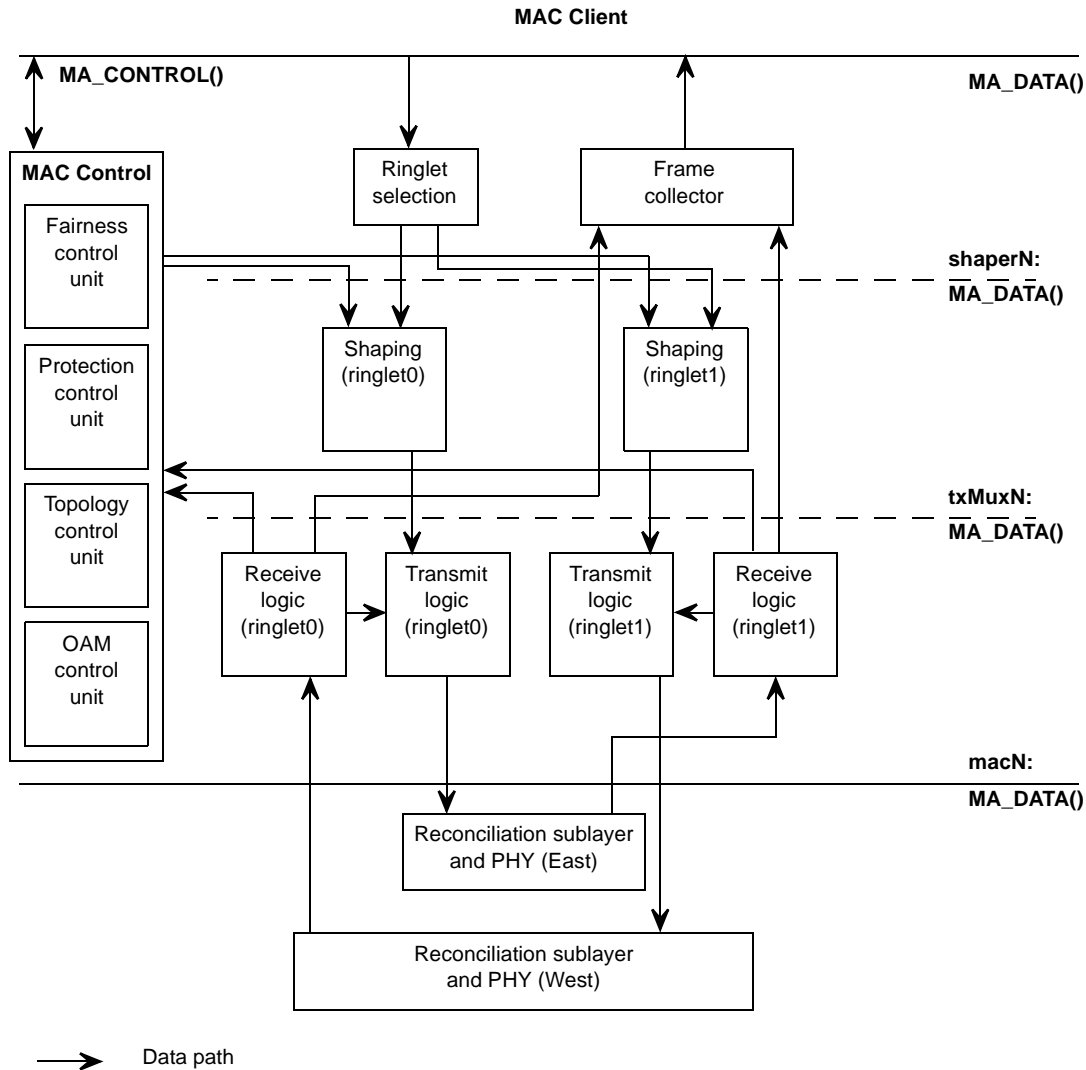 MAC Client
MA_CONTROL()
MA_DATA()
MAC Control
Ringlet
selection
Frame
collector
Fairness
control
unit
shaperN:
MA_DATA()
Shaping
(ringlet0)
Shaping
(ringlet1)
Protection
control
unit
Topology
control
unit
txMuxN:
MA_DATA()
Receive
logic
(ringlet0)
Transmit
logic
(ringlet0)
Transmit
logic
(ringlet1)
Receive
logic
(ringlet1)
OAM
control
unit
macN:
MA_DATA()
Reconciliation sublayer
and PHY (East)
Reconciliation sublayer
and PHY (West)
Data path